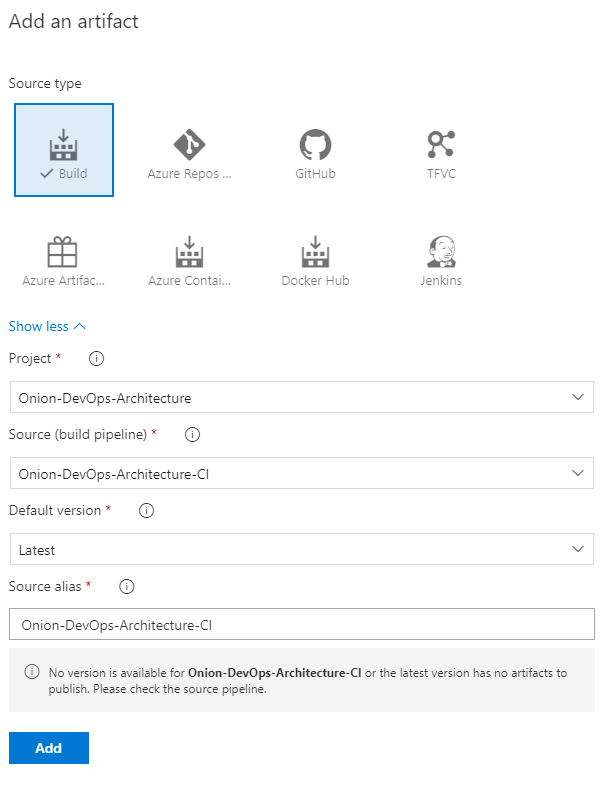 Add an artifact
Source type
Build
Azure Repos ...
GitHub
TFVC
Azure Artifac...
Azure Contai...
Docker Hub
Jenkins
Show less
Project *
Onion-DevOps-Architecture
Source (build pipeline) *
Onion-DevOps-Architecture-CI
Default version *
Latest
Source alias *
Onion-DevOps-Architecture-CI
No version is available for Onion-DevOps-Architecture-CI or the latest version has no artifacts to
publish. Please check the source pipeline.
Add